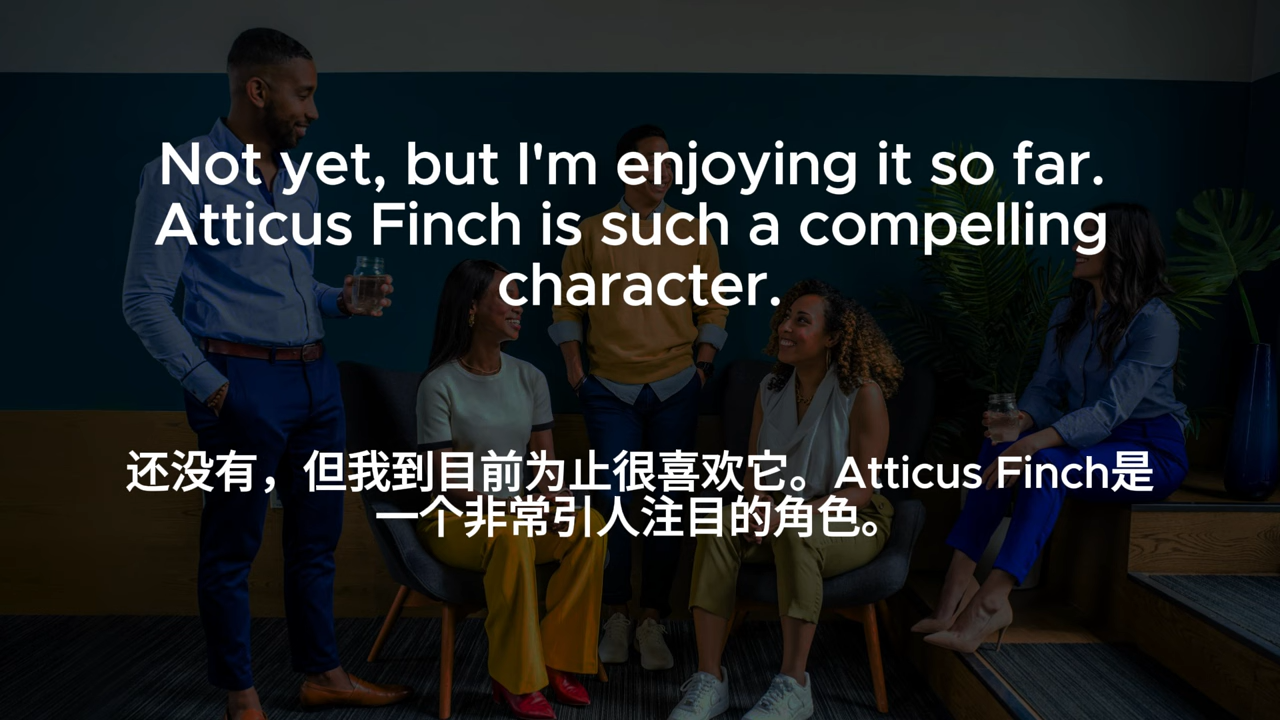 Not yet, but I'm enjoying it so far.
Atticus Finch is such a compelling
character.
还没有，但我到目前为止很喜欢它。Atticus Finch是
一个非常引人注目的角色。